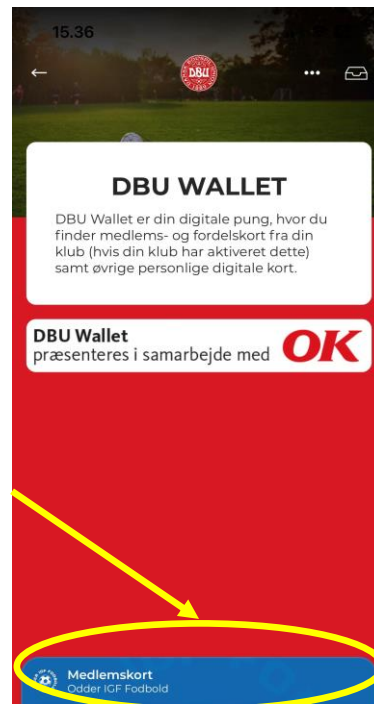 15.36
DBU
DBU WALLET
DBU Wallet er din digitale pung, hvor du
finder medlems- og fordelskort fra din
klub (hvis din klub har aktiveret dette)
samt øvrige personlige digitale kort.
DBU Wallet
præsenteres i samarbejde med OK
Medlemskort
Odder IGF Fodbold